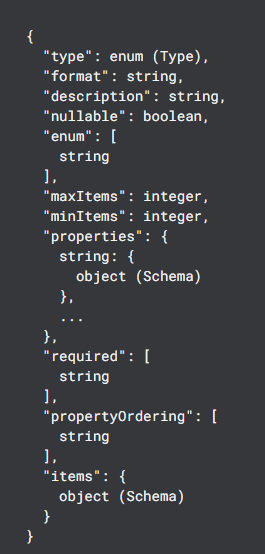 {
  "type": enum (Type),
  "format": string,
  "description": string,
  "nullable": boolean,
  "enum": [
    string
  ],
  "maxItems": integer,
  "minItems": integer,
  "properties": {
    string: {
      object (Schema)
    },
    ...
  },
  "required": [
    string
  ],
  "propertyOrdering": [
    string
  ],
  "items": {
    object (Schema)
  }
}